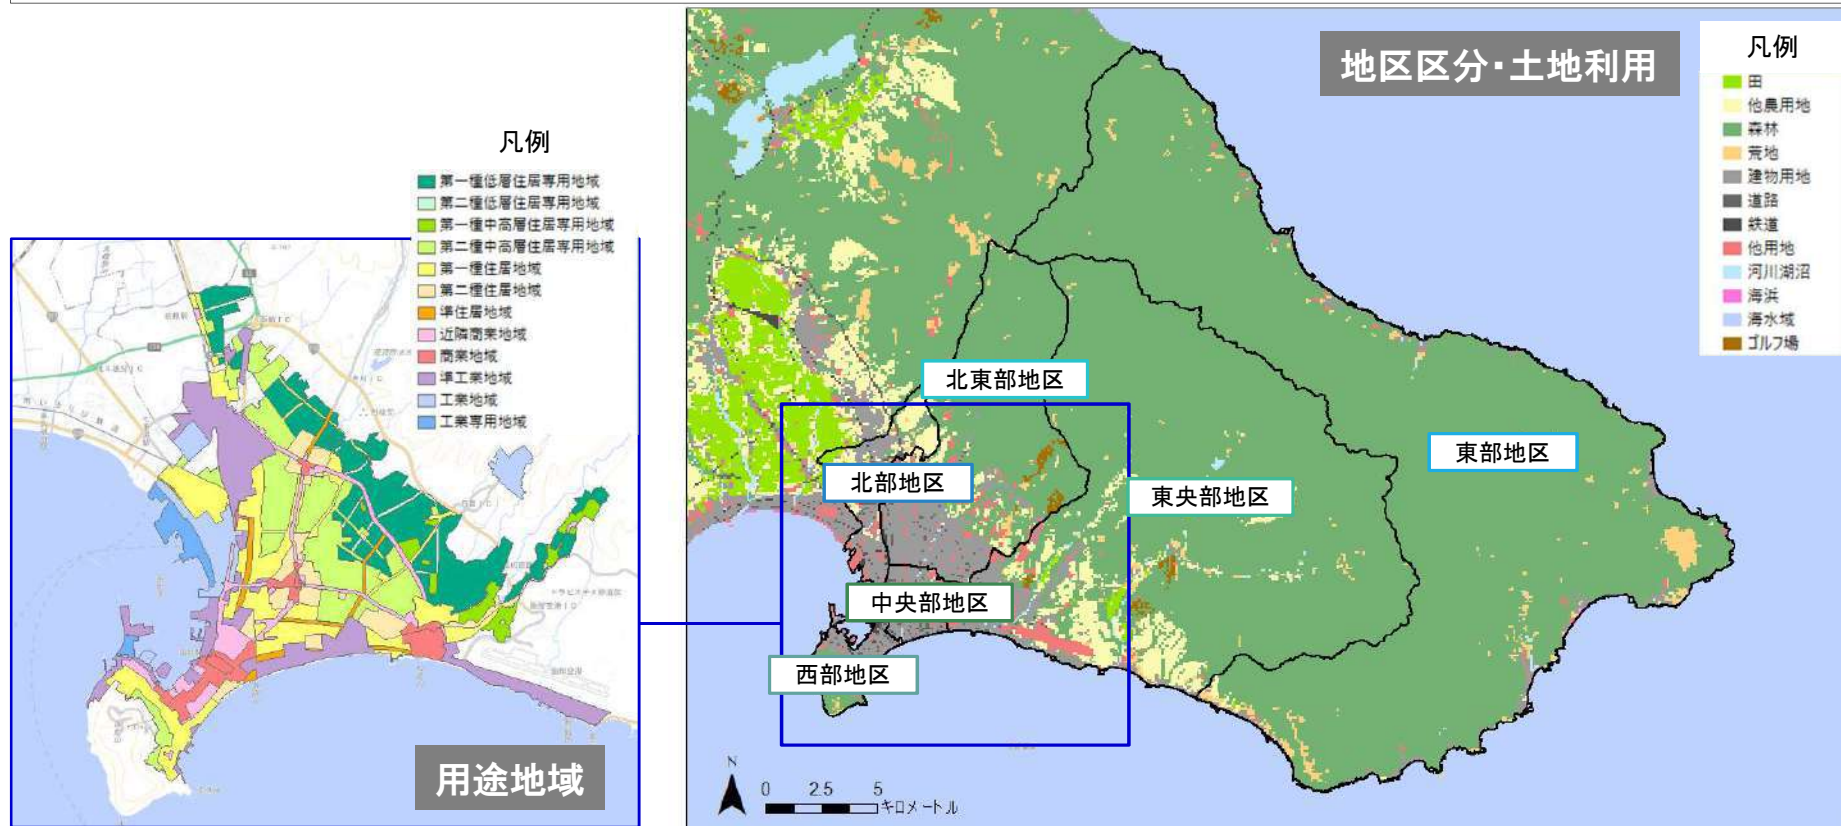 地区区分・土地利用
凡例
田
他農用地
森林
荒地
建物用地
道路
鉄道
他用地
河川湖沼
海浜
海水域
ゴルフ場
凡例
第一種低層住居専用地域
第二種低層住居専用地域
第一種中高層住居専用地域
第二種中高層住居専用地域
第一種住居地域
第二種住居地域
準住居地域
近隣商業地域
商業地域
準工業地域
工業地域
工業専用地域
北東部地区
北部地区
東部地区
東央部地区
中央部地区
西部地区
用途地域
N
0 2.5 5
キロメートル